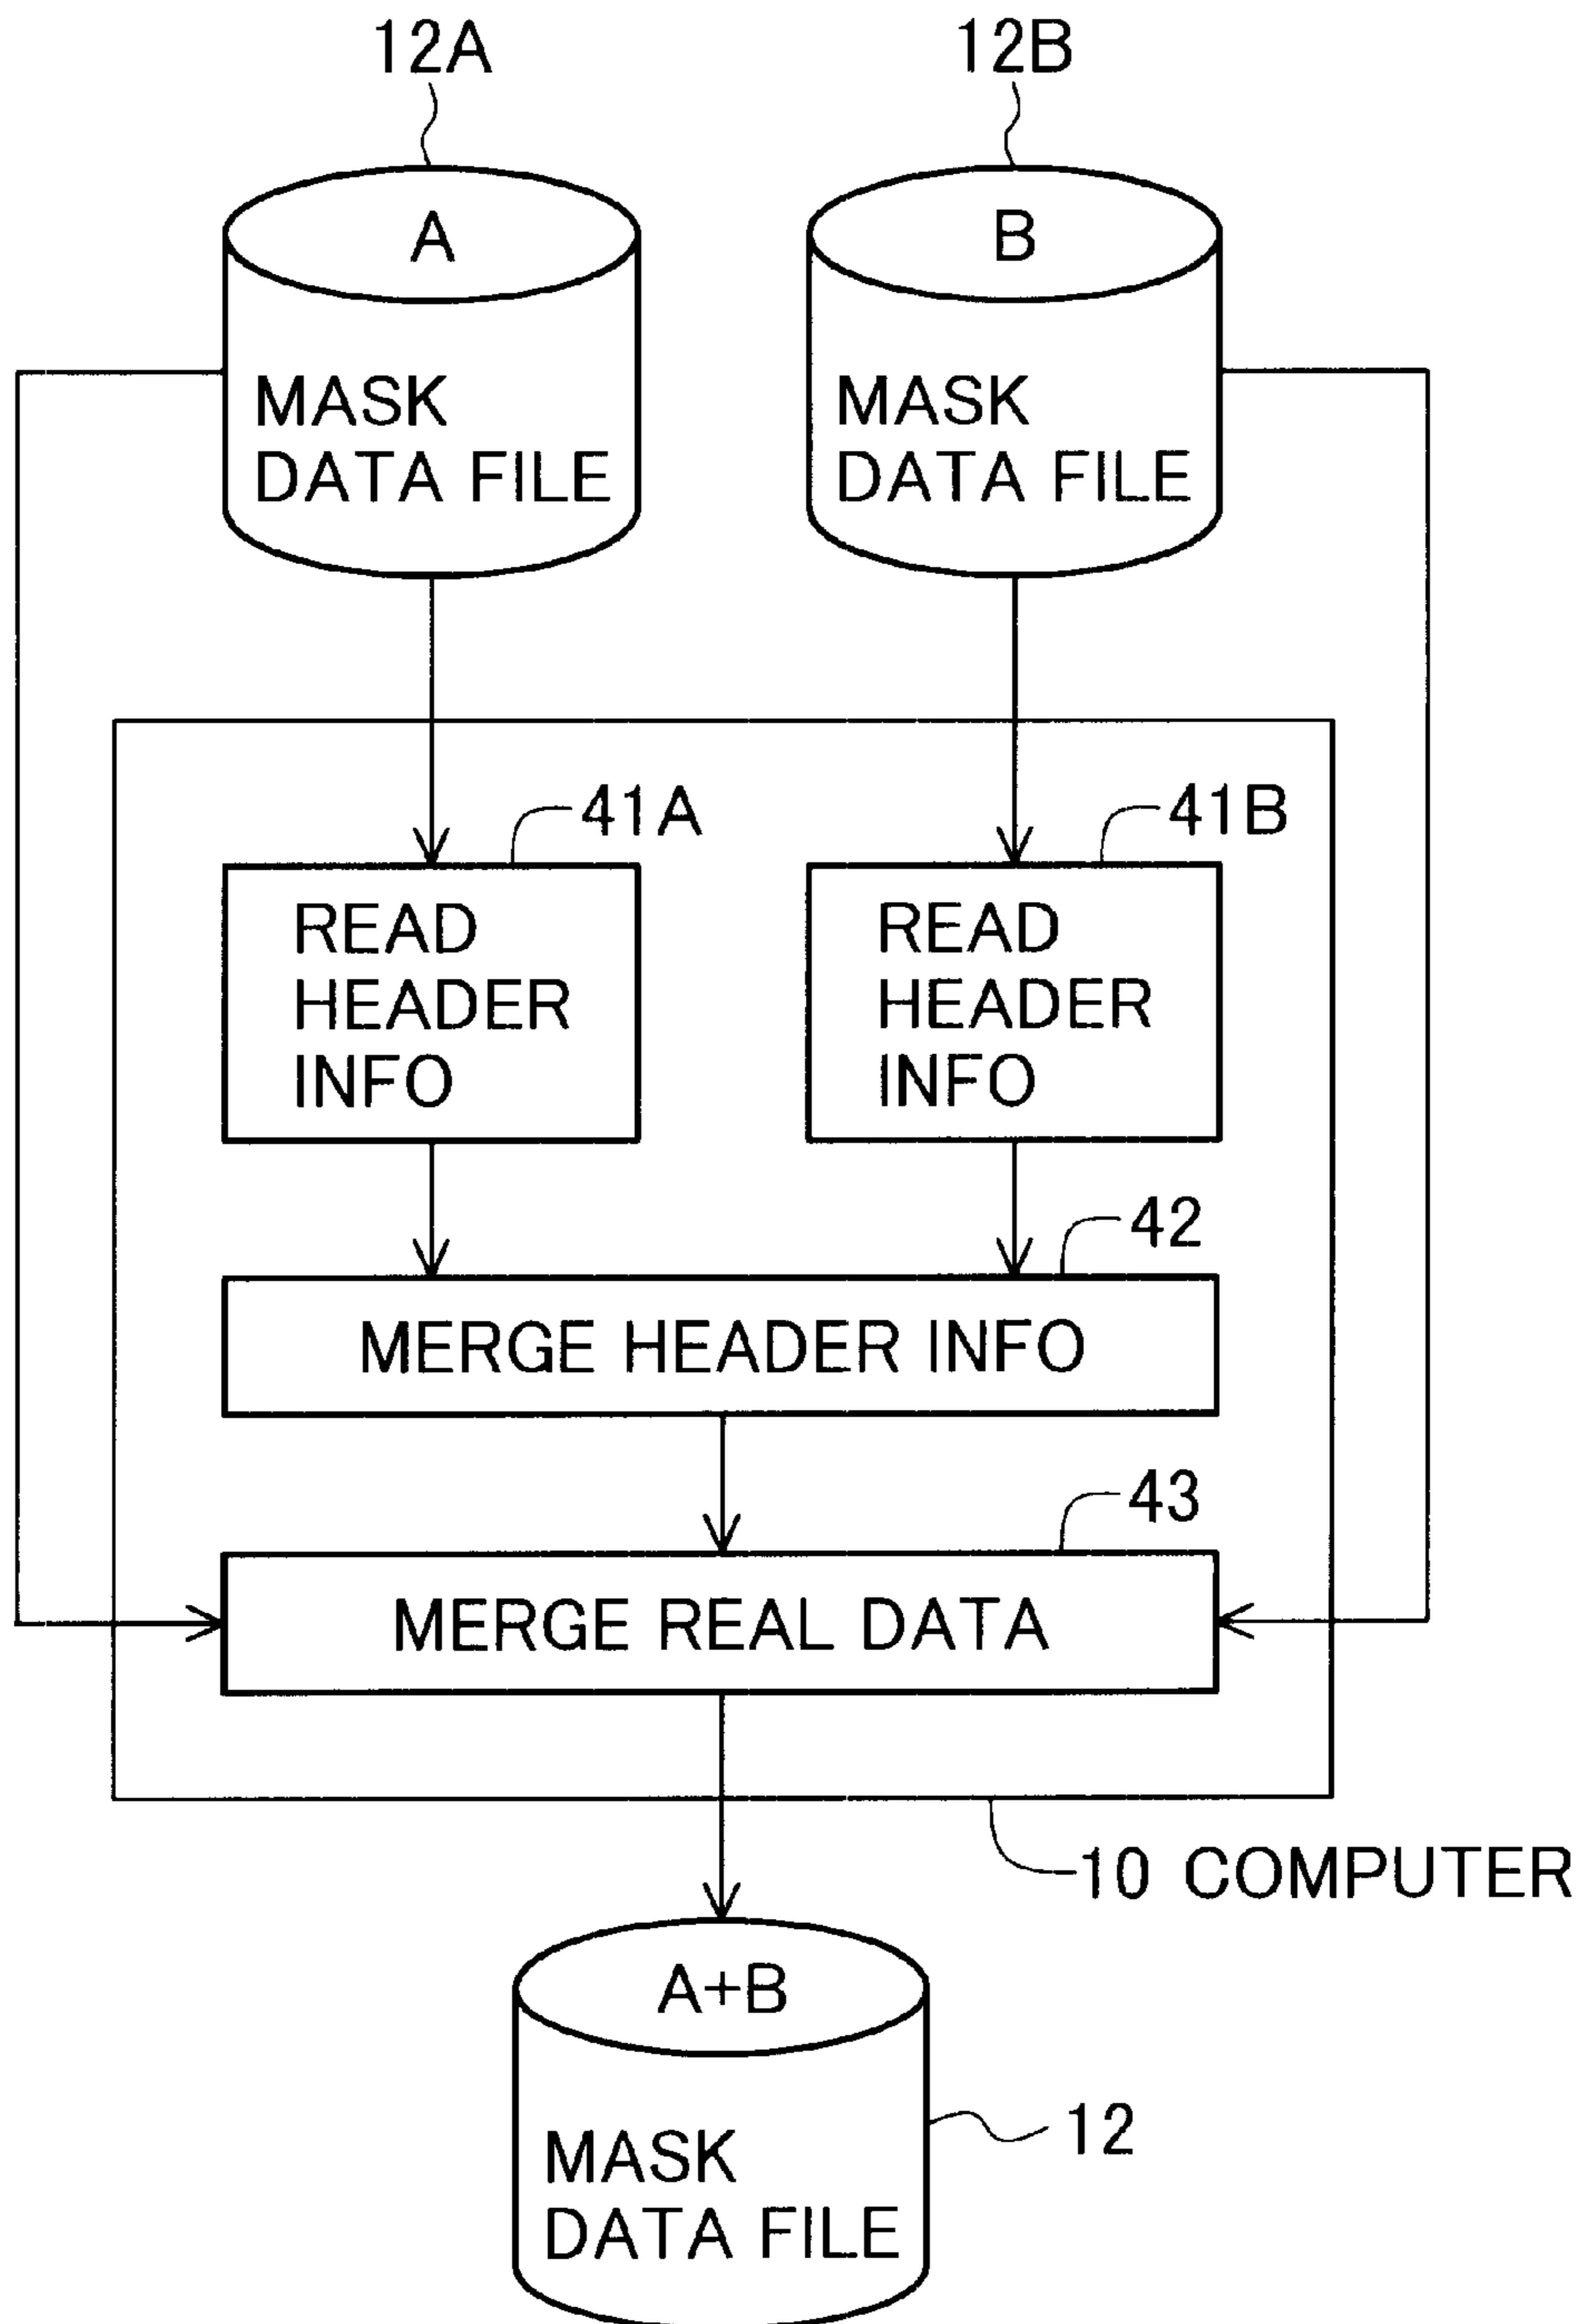 12A
12B
A
B
MASK
DATA FILE
MASK
DATA FILE
41A
41B
READ
HEADER
INFO
READ
HEADER
INFO
42
MERGE HEADER INFO
43
MERGE REAL DATA
10 COMPUTER
A+B
12
MASK
DATA FILE